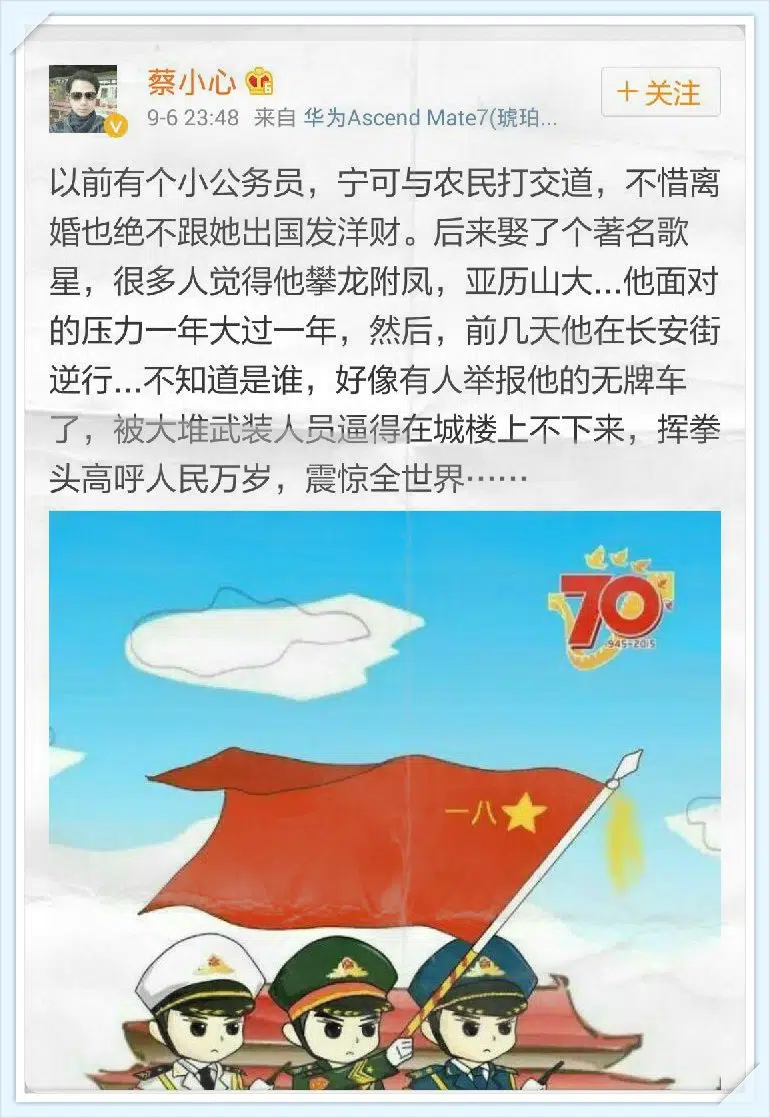 蔡小心
+关注
9-6 23:48 来自 华为Ascend Mate7(琥珀...
以前有个小公务员，宁可与农民打交道，不惜离
婚也绝不跟她出国发洋财。后来娶了个著名歌
星，很多人觉得他攀龙附凤，亚历山大...他面对
的压力一年大过一年，然后，前几天他在长安街
逆行...不知道是谁，好像有人举报他的无牌车
了，被大堆武装人员逼得在城楼上不下来，挥拳
头高呼人民万岁，震惊全世界……
70
1945-2015
一八